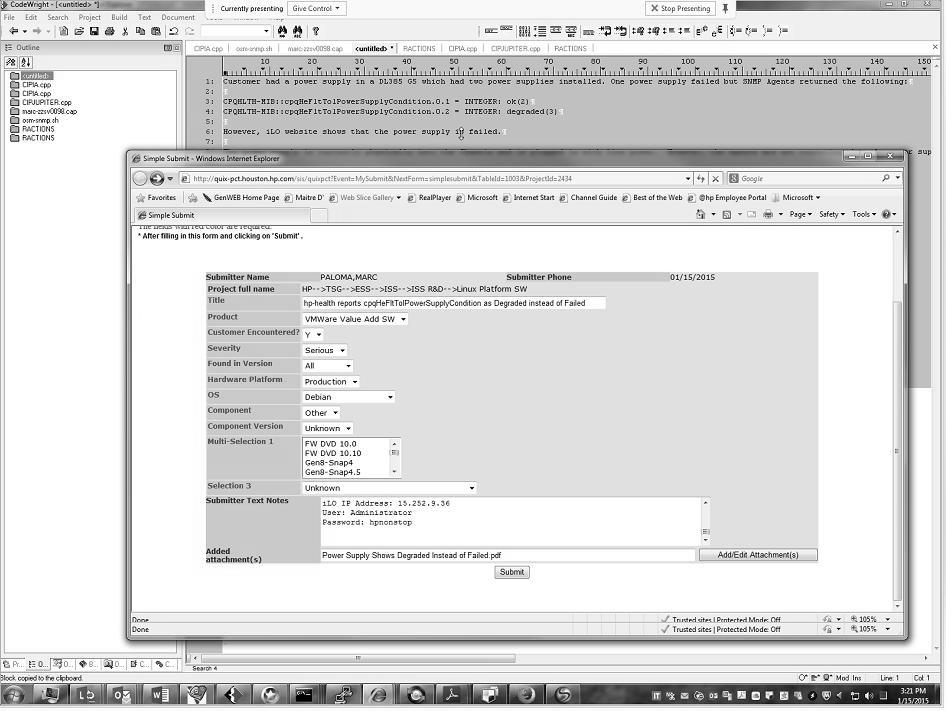 CodeWright - [<untitled> *]
Currently presenting
Give Control
Stop Presenting
File Edit Search Project Build Text Document
Outline
CIPIA.cpp osm-snmp.sh marc-zzsv0098.cap <untitled> * RACTIONS CIPIA.cpp CIPJUPITER.cpp RACTIONS
10 20 30 40 50 60 70 80 90 100 110 120 130 140 150
<untitled>
CIPIA.cpp
CIPJUPITER.cpp
marc-zzsv0098.cap
osm-snmp.sh
RACTIONS
RACTIONS
1: Customer had a power supply in a DL385 G5 which had two power supplies installed. One power supply failed but SNMP Agents returned the following:
2:
3: CPQHLTH-MIB::cpqHeFltTolPowerSupplyCondition.0.1 = INTEGER: ok(2)
4: CPQHLTH-MIB::cpqHeFltTolPowerSupplyCondition.0.2 = INTEGER: degraded(3)
5:
6: However, iLO website shows that the power supply is failed.
7:
Simple Submit - Windows Internet Explorer
http://quix-pct.houston.hp.com/sis/quixpct?Event=MySubmit&NextForm=simplesubmit&TableId=1003&ProjectId=2434
Google
Favorites GenWEB Home Page Maitre D' Web Slice Gallery RealPlayer Microsoft Internet Start Channel Guide Best of the Web @hp Employee Portal Microsoft
Simple Submit
Page Safety Tools
The fields with red color are required.
* After filling in this form and clicking on 'Submit' .
Submitter Name PALOMA,MARC Submitter Phone 01/15/2015
Project full name HP-->TSG-->ESS-->ISS-->ISS R&D-->Linux Platform SW
Title hp-health reports cpqHeFltTolPowerSupplyCondition as Degraded instead of Failed
Product VMWare Value Add SW
Customer Encountered? Y
Severity Serious
Found in Version All
Hardware Platform Production
OS Debian
Component Other
Component Version Unknown
Multi-Selection 1 FW DVD 10.0
FW DVD 10.10
Gen8-Snap4
Gen8-Snap4.5
Selection 3 Unknown
Submitter Text Notes iLO IP Address: 15.252.9.36
User: Administrator
Password: hpnonstop
Added attachment(s) Power Supply Shows Degraded Instead of Failed.pdf Add/Edit Attachment(s)
Submit
Done Trusted sites | Protected Mode: Off 105%
Done Trusted sites | Protected Mode: Off 105%
Search 4
Block copied to the clipboard.
Mod Ins Line: 1 Col: 1
3:21 PM
1/15/2015